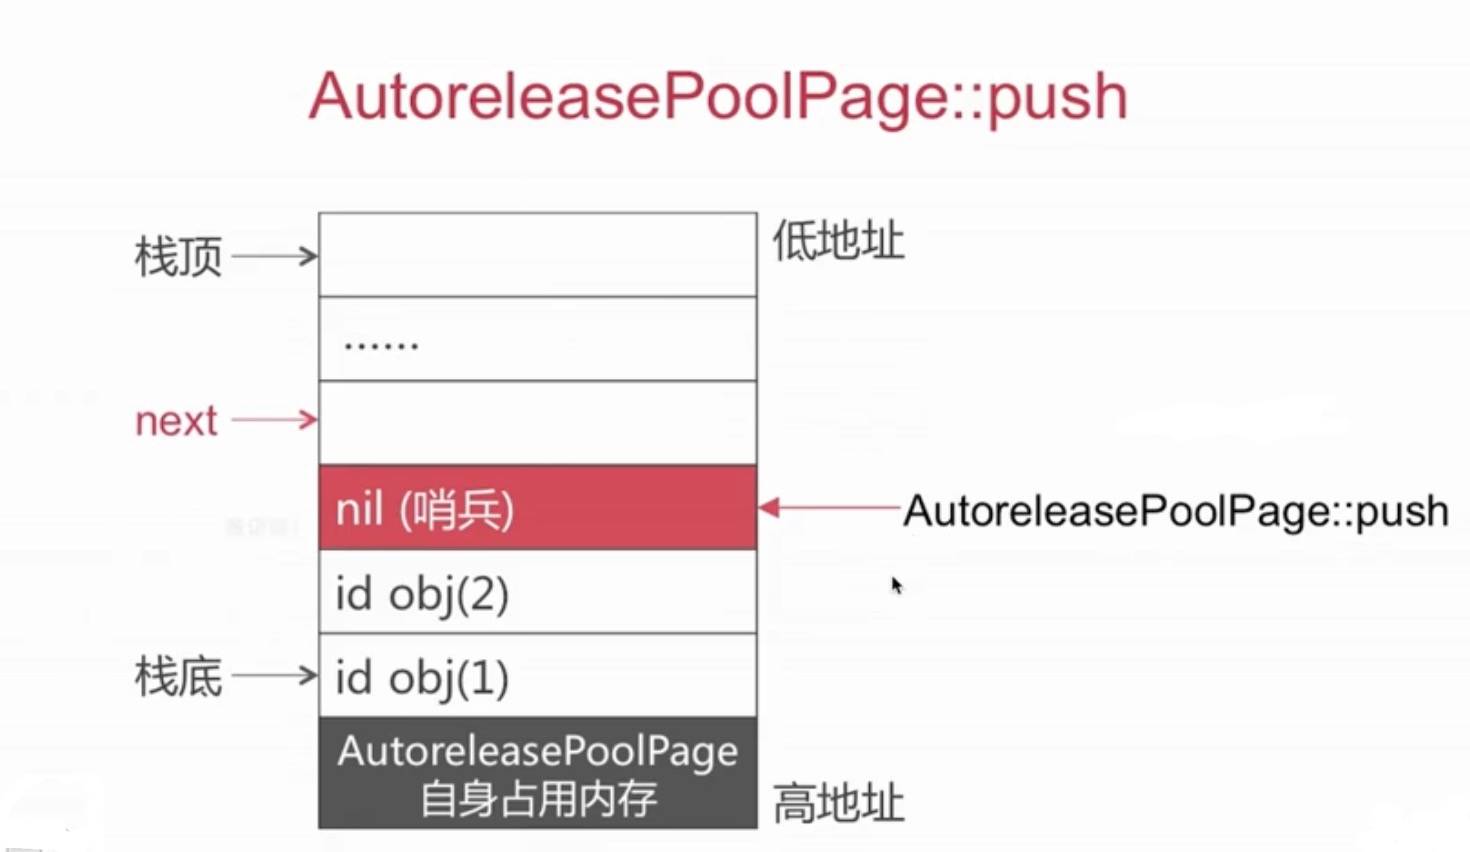 AutoreleasePoolPage::push
栈顶
低地址
......
next
nil (哨兵)
AutoreleasePoolPage::push
id obj(2)
栈底
id obj(1)
AutoreleasePoolPage
自身占用内存
高地址